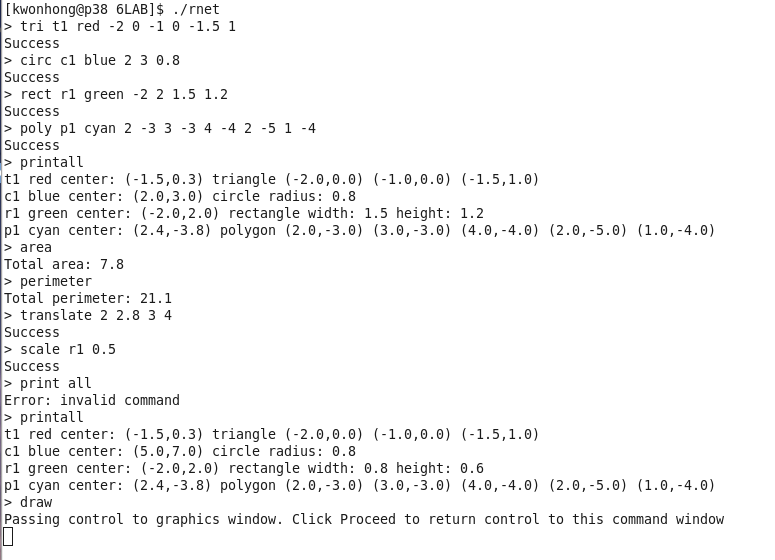 [kwonhong@p38 6LAB]$ ./rnet
> tri t1 red -2 0 -1 0 -1.5 1
Success
> circ c1 blue 2 3 0.8
Success
> rect r1 green -2 2 1.5 1.2
Success
> poly p1 cyan 2 -3 3 -3 4 -4 2 -5 1 -4
Success
> printall
t1 red center: (-1.5,0.3) triangle (-2.0,0.0) (-1.0,0.0) (-1.5,1.0)
c1 blue center: (2.0,3.0) circle radius: 0.8
r1 green center: (-2.0,2.0) rectangle width: 1.5 height: 1.2
p1 cyan center: (2.4,-3.8) polygon (2.0,-3.0) (3.0,-3.0) (4.0,-4.0) (2.0,-5.0) (1.0,-4.0)
> area
Total area: 7.8
> perimeter
Total perimeter: 21.1
> translate 2 2.8 3 4
Success
> scale r1 0.5
Success
> print all
Error: invalid command
> printall
t1 red center: (-1.5,0.3) triangle (-2.0,0.0) (-1.0,0.0) (-1.5,1.0)
c1 blue center: (5.0,7.0) circle radius: 0.8
r1 green center: (-2.0,2.0) rectangle width: 0.8 height: 0.6
p1 cyan center: (2.4,-3.8) polygon (2.0,-3.0) (3.0,-3.0) (4.0,-4.0) (2.0,-5.0) (1.0,-4.0)
> draw
Passing control to graphics window. Click Proceed to return control to this command window